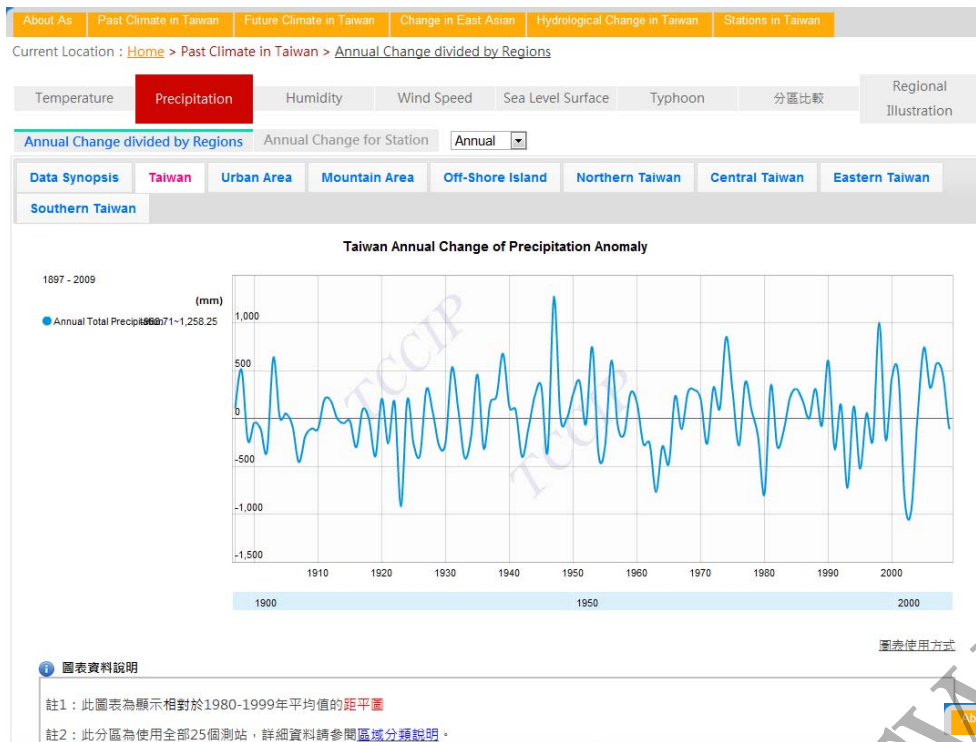 About As Past Climate in Taiwan Future Climate in Taiwan Change in East Asian Hydrological Change in Taiwan Stations in Taiwan
Current Location : Home > Past Climate in Taiwan > Annual Change divided by Regions
Temperature Precipitation Humidity Wind Speed Sea Level Surface Typhoon 分區比較 Regional Illustration
Annual Change divided by Regions Annual Change for Station Annual
Data Synopsis Taiwan Urban Area Mountain Area Off-Shore Island Northern Taiwan Central Taiwan Eastern Taiwan
Southern Taiwan
Taiwan Annual Change of Precipitation Anomaly
1897 - 2009
(mm)
Annual Total Precipitation 71~1,258.25
1,000
500
0
-500
-1,000
-1,500
TCCIP
TCCIP
1910 1920 1930 1940 1950 1960 1970 1980 1990 2000
1900 1950 2000
圖表使用方式
圖表資料說明
註1：此圖表為顯示相對於1980-1999年平均值的距平圖
註2：此分區為使用全部25個測站，詳細資料請參閱區域分類說明。